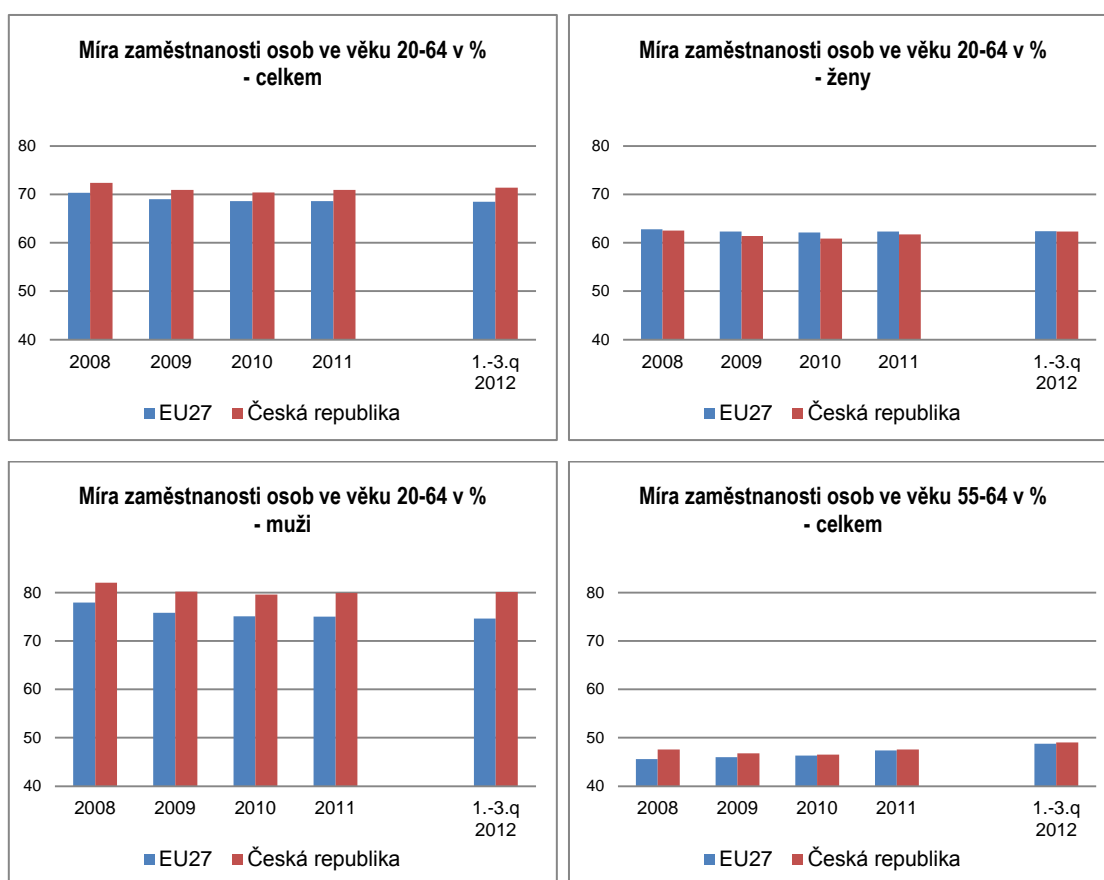 Míra zaměstnanosti osob ve věku 20-64 v %
- celkem
80
70
60
50
40
2008 2009 2010 2011 1.-3.q
2012
EU27 Česká republika
Míra zaměstnanosti osob ve věku 20-64 v %
- ženy
80
70
60
50
40
2008 2009 2010 2011 1.-3.q
2012
EU27 Česká republika
Míra zaměstnanosti osob ve věku 20-64 v %
- muži
80
70
60
50
40
2008 2009 2010 2011 1.-3.q
2012
EU27 Česká republika
Míra zaměstnanosti osob ve věku 55-64 v %
- celkem
80
70
60
50
40
2008 2009 2010 2011 1.-3.q
2012
EU27 Česká republika